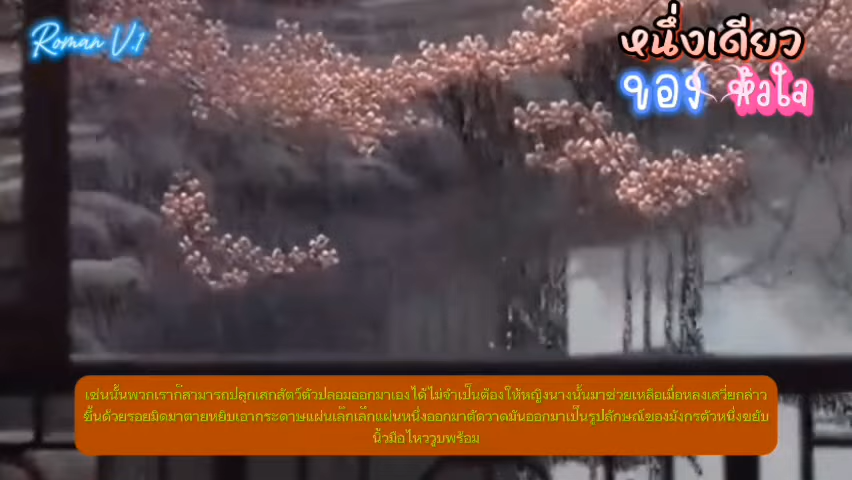 Roman V.1
หนึ่งเดียว
ของ หัวใจ
เช่นนั้นพวกเราก็สามารถปลุกเสกสัตว์ตัวปลอมออกมาเองได้ไม่จำเป็นต้องให้หญิงนางนั้นมาช่วยเหลือเมื่อหลงเสวี่ยกล่าว
ขึ้นด้วยรอยมิดมาตายหยิบเอากระดาษแผ่นเล็กเล็กแผ่นหนึ่งออกมาตัดวาดมันออกมาเป็นรูปลักษณ์ของมังกรตัวหนึ่งขยับ
นิ้วมือไหววูบพร้อม